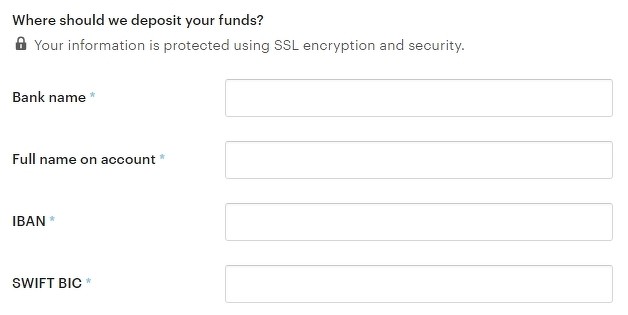 Where should we deposit your funds?
Your information is protected using SSL encryption and security.
Bank name *
Full name on account *
IBAN *
SWIFT BIC *